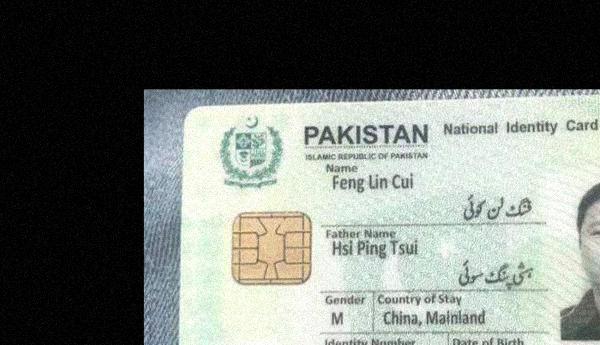 PAKISTAN National Identity Card
ISLAMIC REPUBLIC OF PAKISTAN
Name
Feng Lin Cui
فنگ لن کوئی
Father Name
Hsi Ping Tsui
ہشی پنگ سوئی
Gender Country of Stay
M China, Mainland
Identity Number Date of Birth